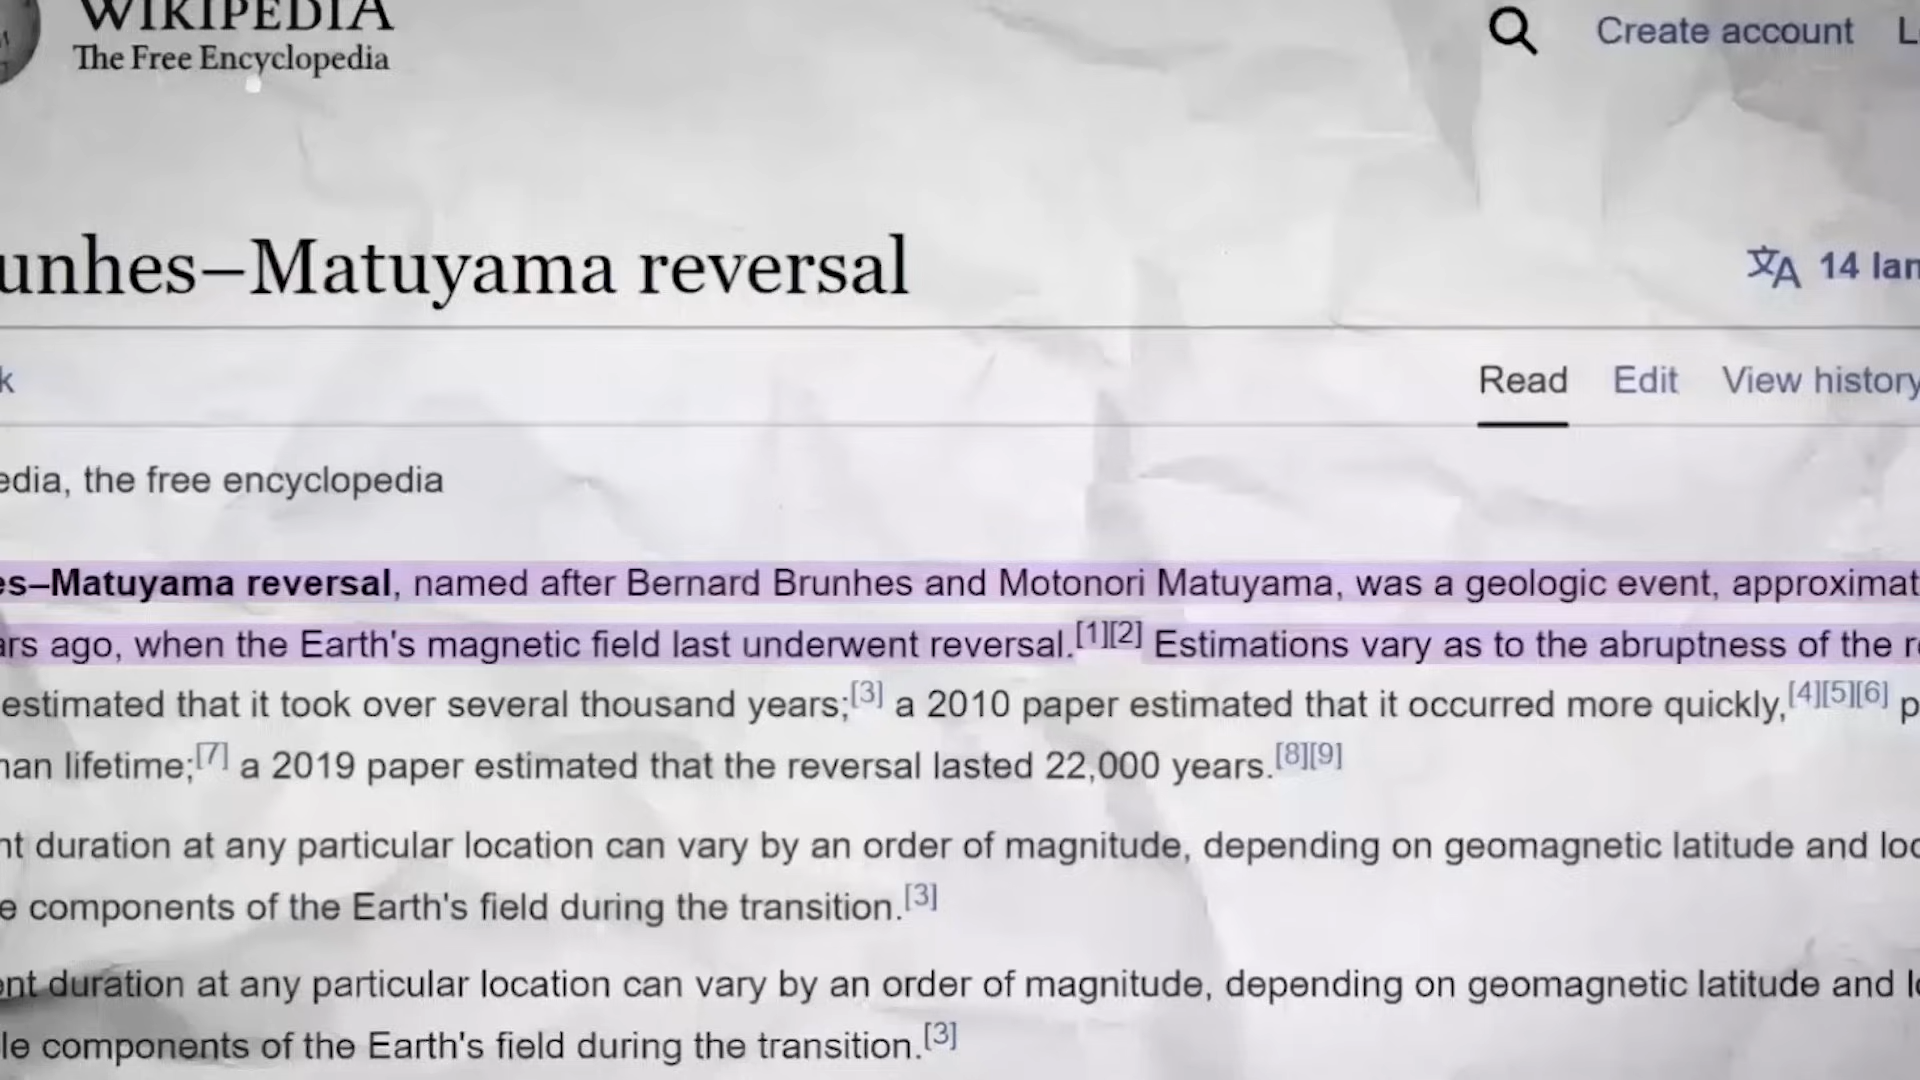 WIKIPEDIA
The Free Encyclopedia
Create account
unhes–Matuyama reversal
14 lan
k
Read Edit View history
edia, the free encyclopedia
es–Matuyama reversal, named after Bernard Brunhes and Motonori Matuyama, was a geologic event, approximat
ars ago, when the Earth's magnetic field last underwent reversal.[1][2] Estimations vary as to the abruptness of the r
estimated that it took over several thousand years;[3] a 2010 paper estimated that it occurred more quickly,[4][5][6] p
nan lifetime;[7] a 2019 paper estimated that the reversal lasted 22,000 years.[8][9]
nt duration at any particular location can vary by an order of magnitude, depending on geomagnetic latitude and loc
e components of the Earth's field during the transition.[3]
ent duration at any particular location can vary by an order of magnitude, depending on geomagnetic latitude and lo
le components of the Earth's field during the transition.[3]